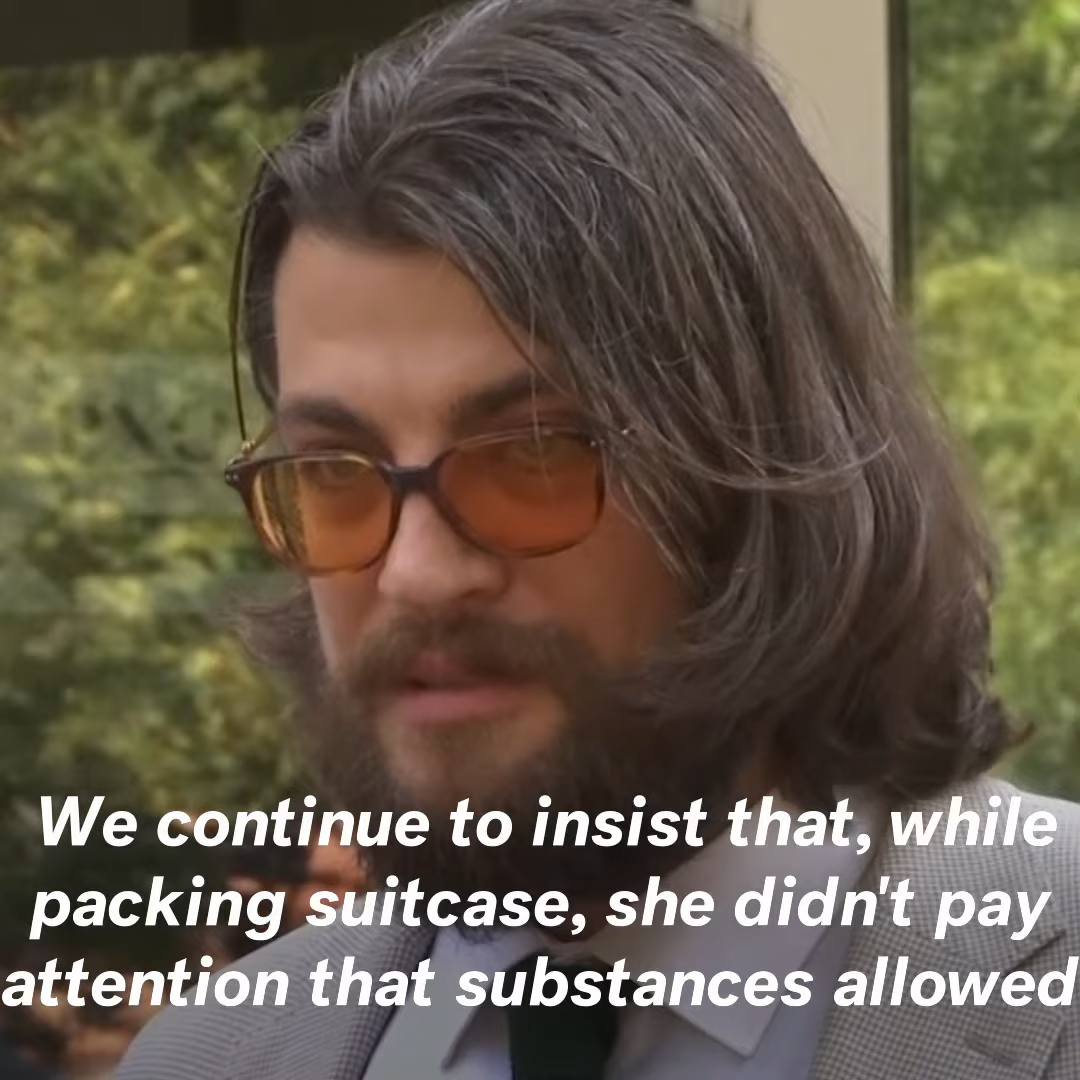 We continue to insist that, while
packing suitcase, she didn't pay
attention that substances allowed